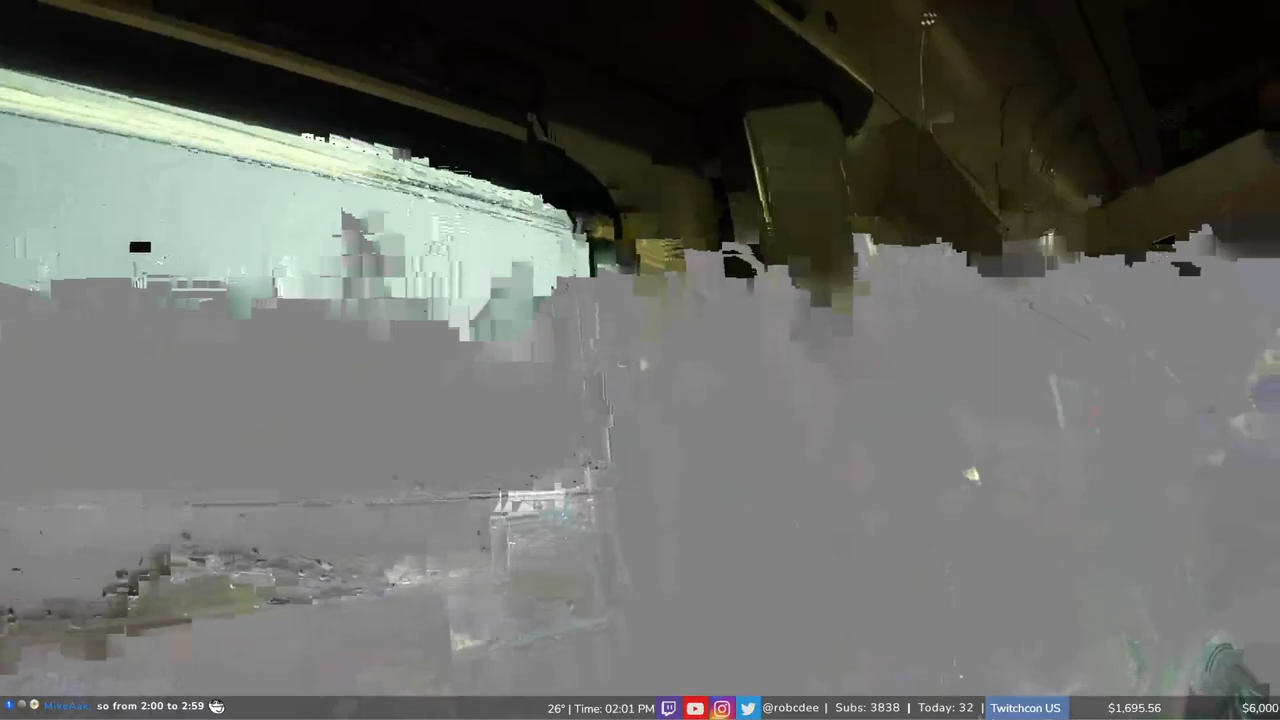 MikeAak: so from 2:00 to 2:59 26° | Time: 02:01 PM @robcdee | Subs: 3838 | Today: 32 | Twitchcon US $1,695.56 $6,000